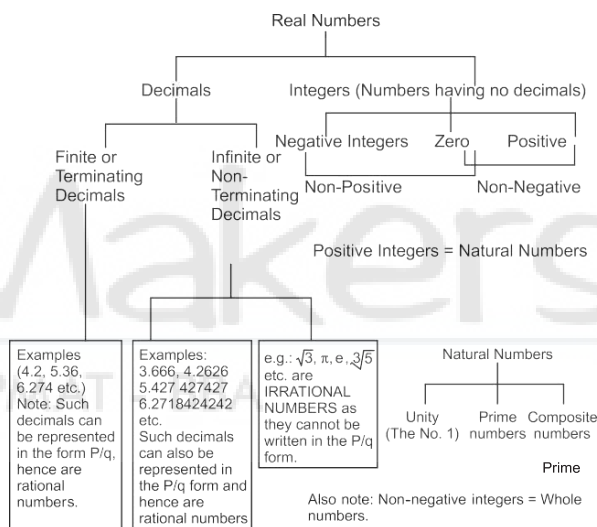 Real Numbers
Decimals
Integers (Numbers having no decimals)
Negative Integers Zero Positive
Non-Positive Non-Negative
Finite or
Terminating
Decimals
Infinite or
Non-
Terminating
Decimals
Positive Integers = Natural Numbers
Examples
(4.2, 5.36,
6.274 etc.)
Note: Such
decimals can
be represented
in the form P/q,
hence are
rational
numbers.
Examples:
3.666, 4.2626
5.427 427427
6.2718424242
etc.
Such decimals
can also be
represented in
the P/q form and
hence are
rational numbers
e.g.: √3, π, e, 3√5
etc. are
IRRATIONAL
NUMBERS as
they cannot be
written in the P/q
form.
Natural Numbers
Unity
(The No. 1)
Prime
numbers
Composite
numbers
Prime
Also note: Non-negative integers = Whole
numbers.
Makers